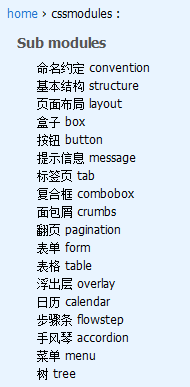 home › cssmodules :
Sub modules
命名约定 convention
基本结构 structure
页面布局 layout
盒子 box
按钮 button
提示信息 message
标签页 tab
复合框 combobox
面包屑 crumbs
翻页 pagination
表单 form
表格 table
浮出层 overlay
日历 calendar
步骤条 flowstep
手风琴 accordion
菜单 menu
树 tree